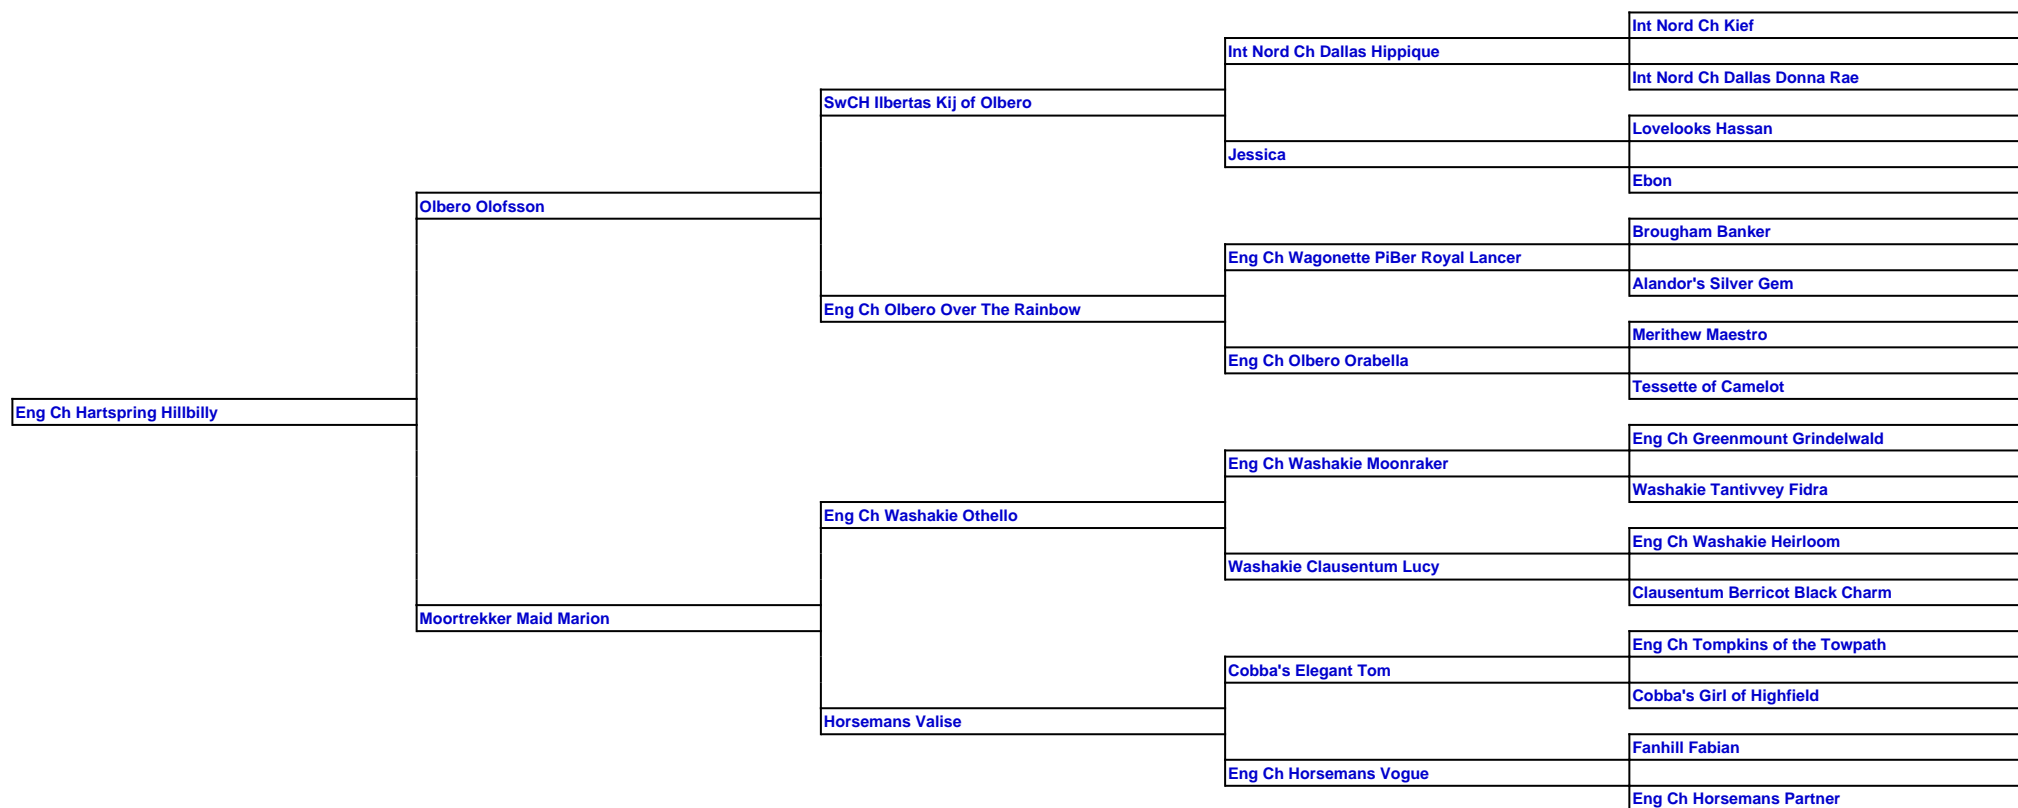 Int Nord Ch Kief
Int Nord Ch Dallas Hippique
Int Nord Ch Dallas Donna Rae
SwCH Ilbertas Kij of Olbero
Lovelooks Hassan
Jessica
Ebon
Olbero Olofsson
Brougham Banker
Eng Ch Wagonette PiBer Royal Lancer
Alandor's Silver Gem
Eng Ch Olbero Over The Rainbow
Merithew Maestro
Eng Ch Olbero Orabella
Tessette of Camelot
Eng Ch Hartspring Hillbilly
Eng Ch Greenmount Grindelwald
Eng Ch Washakie Moonraker
Washakie Tantivvey Fidra
Eng Ch Washakie Othello
Eng Ch Washakie Heirloom
Washakie Clausentum Lucy
Clausentum Berricot Black Charm
Moortrekker Maid Marion
Eng Ch Tompkins of the Towpath
Cobba's Elegant Tom
Cobba's Girl of Highfield
Horsemans Valise
Fanhill Fabian
Eng Ch Horsemans Vogue
Eng Ch Horsemans Partner